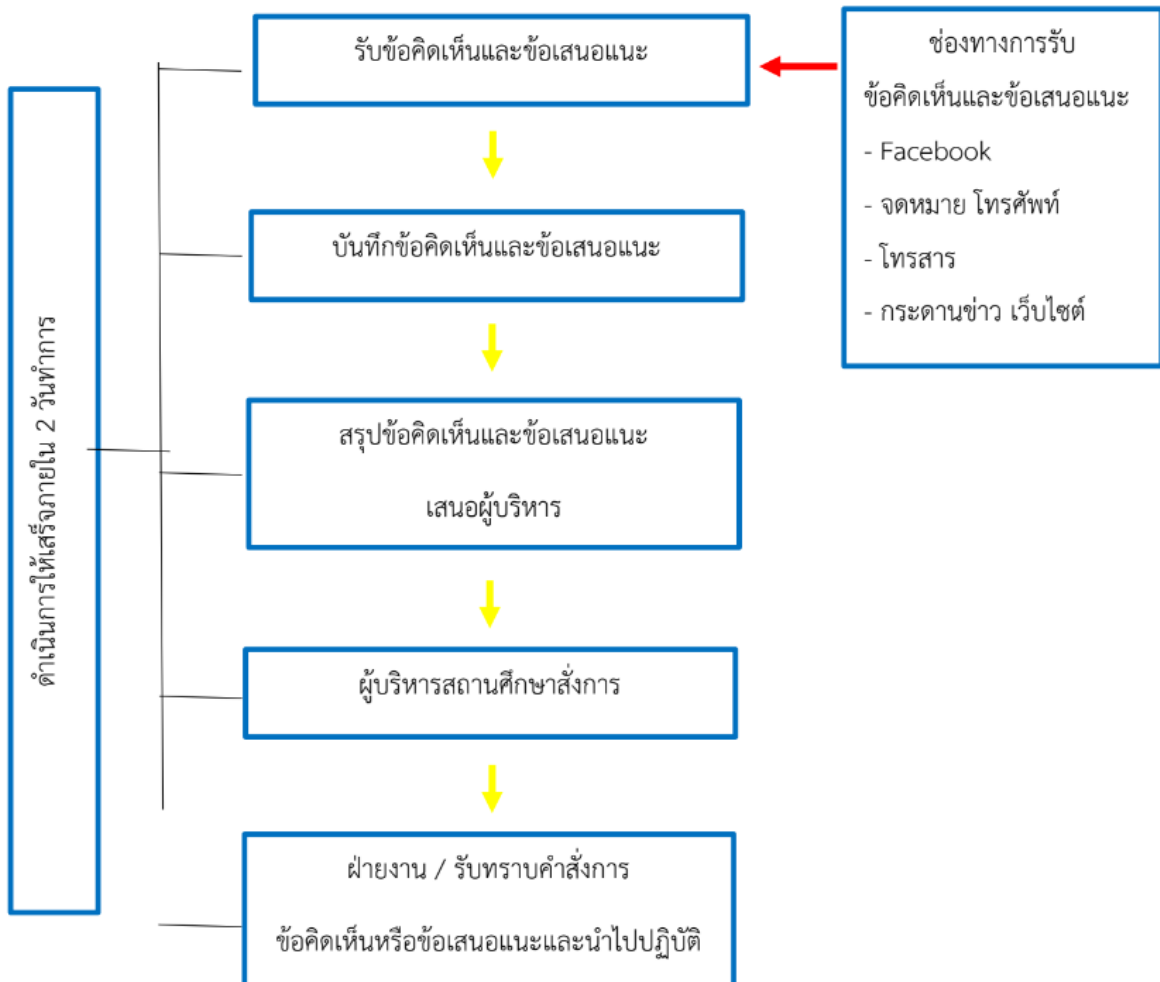 รับข้อคิดเห็นและข้อเสนอแนะ
ช่องทางการรับ
ข้อคิดเห็นและข้อเสนอแนะ
- Facebook
- จดหมาย โทรศัพท์
- โทรสาร
- กระดานข่าว เว็บไซต์
บันทึกข้อคิดเห็นและข้อเสนอแนะ
สรุปข้อคิดเห็นและข้อเสนอแนะ
เสนอผู้บริหาร
ผู้บริหารสถานศึกษาสั่งการ
ฝ่ายงาน / รับทราบคำสั่งการ
ข้อคิดเห็นหรือข้อเสนอแนะและนำไปปฏิบัติ
ดำเนินการให้เสร็จภายใน 2 วันทำการ